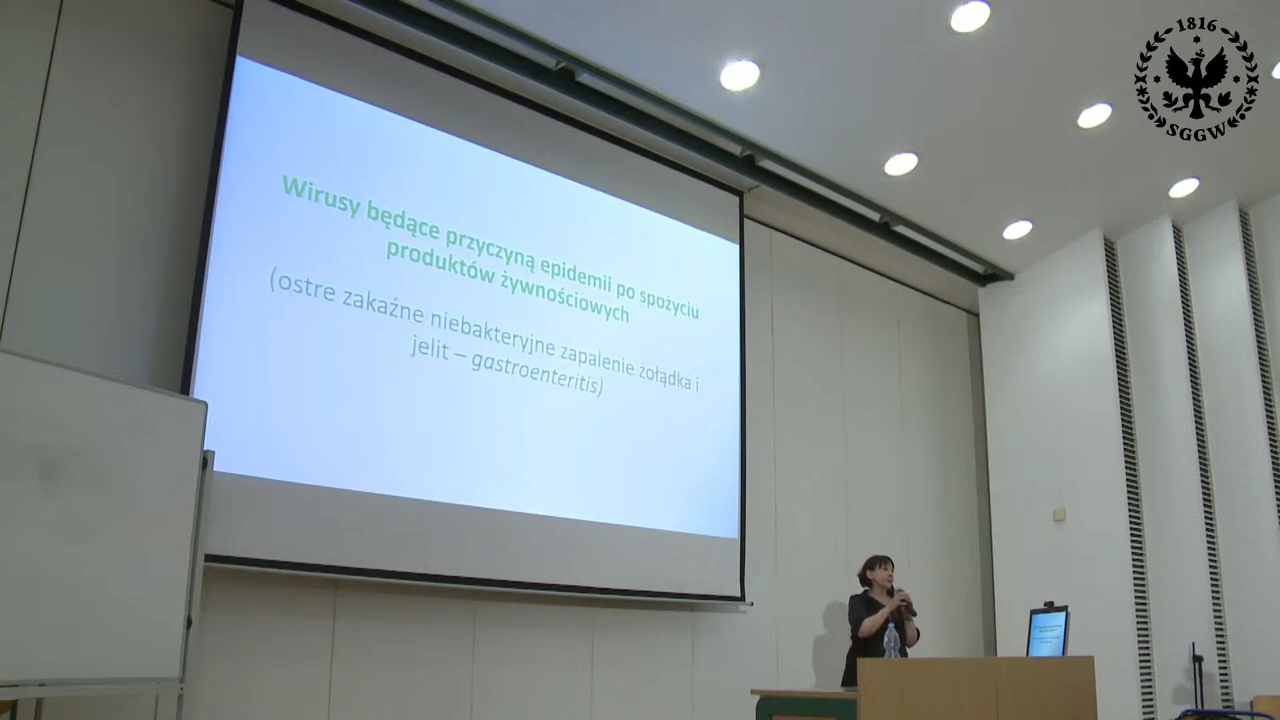 Wirusy będące przyczyną epidemii po spożyciu
produktów żywnościowych
(ostre zakaźne niebakteryjne zapalenie żołądka i
jelit – gastroenteritis)
1816
SGGW